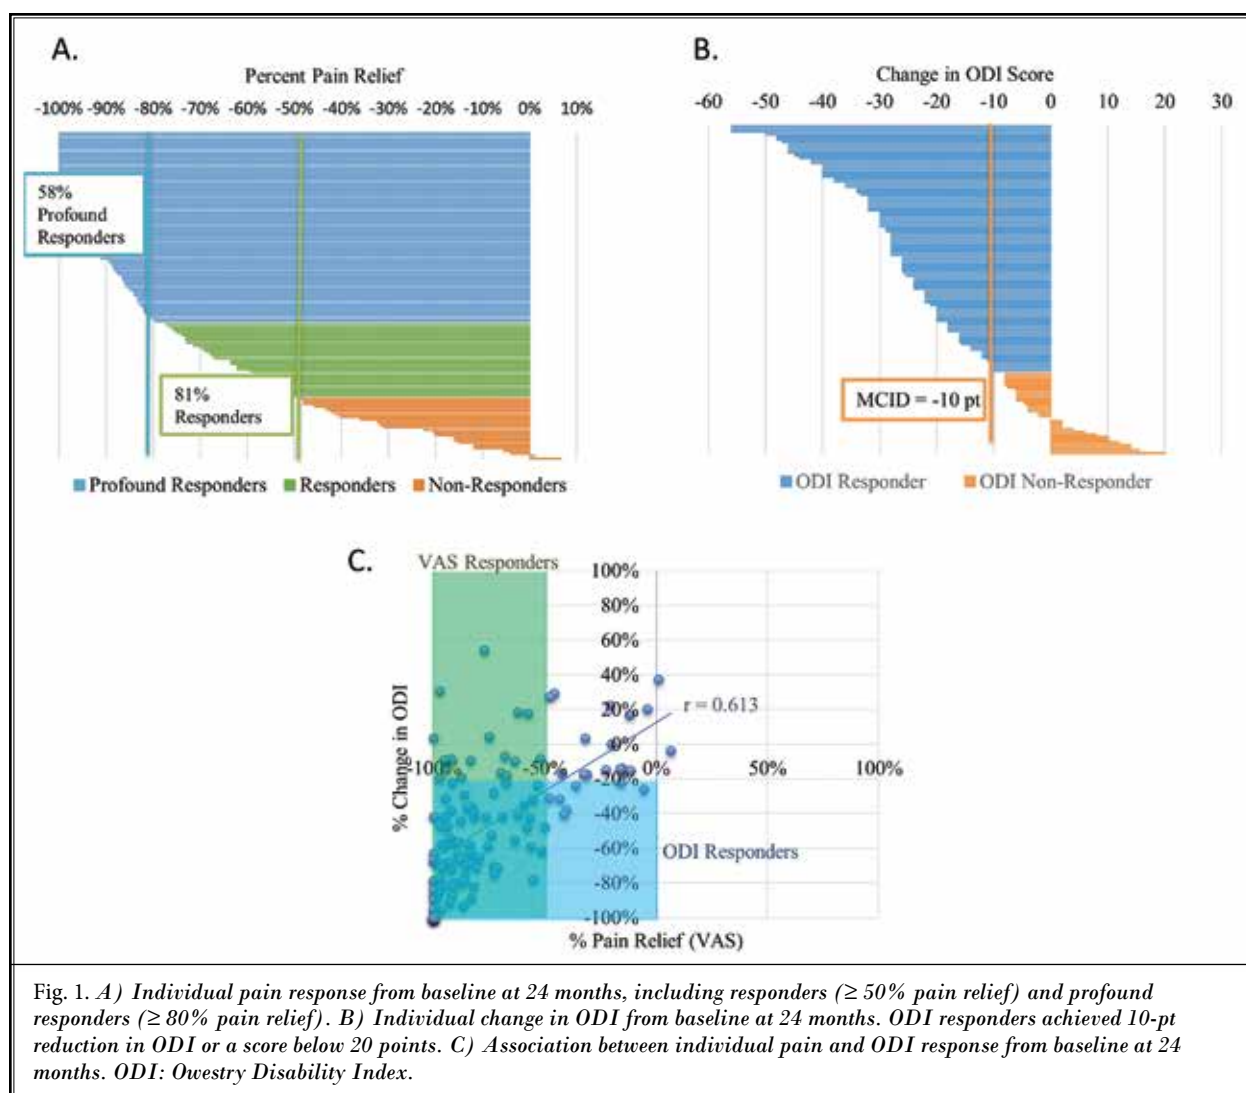 A.
Percent Pain Relief
-100% -90% -80% -70% -60% -50% -40% -30% -20% -10% 0% 10%
58%
Profound
Responders
81%
Responders
Profound Responders Responders Non-Responders
B.
Change in ODI Score
-60 -50 -40 -30 -20 -10 0 10 20 30
MCID = -10 pt
ODI Responder ODI Non-Responder
C.
VAS Responders
100%
80%
60%
40%
20%
0%
-20%
-40%
-60%
-80%
-100%
r = 0.613
-100% -50% 0% 50% 100%
% Change in ODI
ODI Responders
% Pain Relief (VAS)
Fig. 1. A) Individual pain response from baseline at 24 months, including responders (≥ 50% pain relief) and profound
responders (≥ 80% pain relief). B) Individual change in ODI from baseline at 24 months. ODI responders achieved 10-pt
reduction in ODI or a score below 20 points. C) Association between individual pain and ODI response from baseline at 24
months. ODI: Owestry Disability Index.